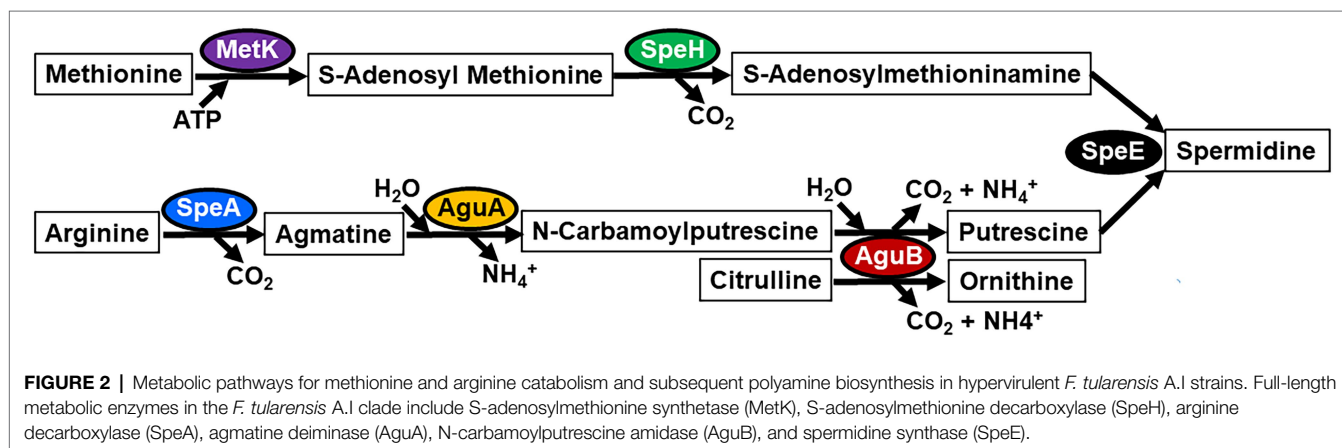 MetK
SpeH
Methionine
S-Adenosyl Methionine
S-Adenosylmethioninamine
ATP
CO₂
SpeE
Spermidine
H₂O
H₂O
CO₂ + NH₄⁺
SpeA
AguA
Arginine
Agmatine
N-Carbamoylputrescine
Putrescine
CO₂
NH₄⁺
AguB
Citrulline
Ornithine
CO₂ + NH4⁺
FIGURE 2 | Metabolic pathways for methionine and arginine catabolism and subsequent polyamine biosynthesis in hypervirulent F. tularensis A.I strains. Full-length
metabolic enzymes in the F. tularensis A.I clade include S-adenosylmethionine synthetase (MetK), S-adenosylmethionine decarboxylase (SpeH), arginine
decarboxylase (SpeA), agmatine deiminase (AguA), N-carbamoylputrescine amidase (AguB), and spermidine synthase (SpeE).